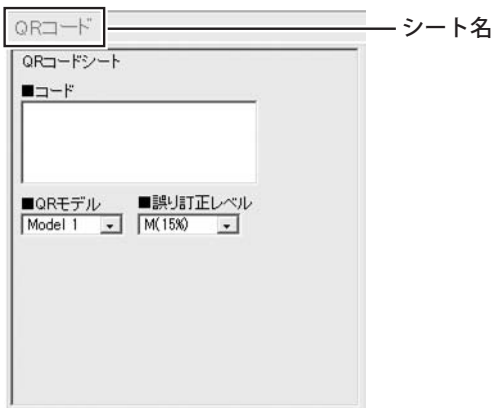 QRコード
シート名
QRコードシート
■コード
■QRモデル ■誤り訂正レベル
Model 1 M(15%)